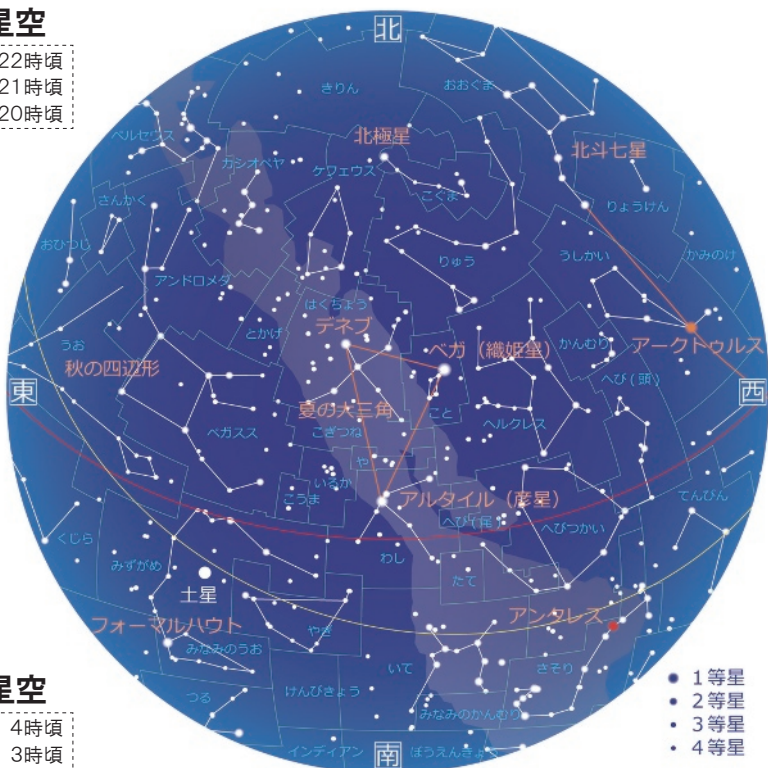 星空
22時頃
21時頃
20時頃
北
きりん
おおぐま
北極星
北斗七星
ペルセウス
カシオペヤ
ケフェウス
こぐま
りょうけん
さんかく
おひつじ
りゅう
うしかい
かみのけ
アンドロメダ
はくちょう
デネブ
とかげ
ベガ（織姫星）
かんむり
アークトゥルス
うお
秋の四辺形
へび(頭)
東
西
夏の大三角
こと
ヘルクレス
ペガスス
こぎつね
や
いるか
こうま
アルタイル（彦星）
てんびん
へび(尾)
へびつかい
くじら
わし
みずがめ
たて
土星
アンタレス
フォーマルハウト
やぎ
みなみのうお
いて
さそり
つる
けんびきょう
みなみのかんむり
インディアン
南
ぼうえんきょう
1等星
2等星
3等星
4等星
星空
4時頃
3時頃